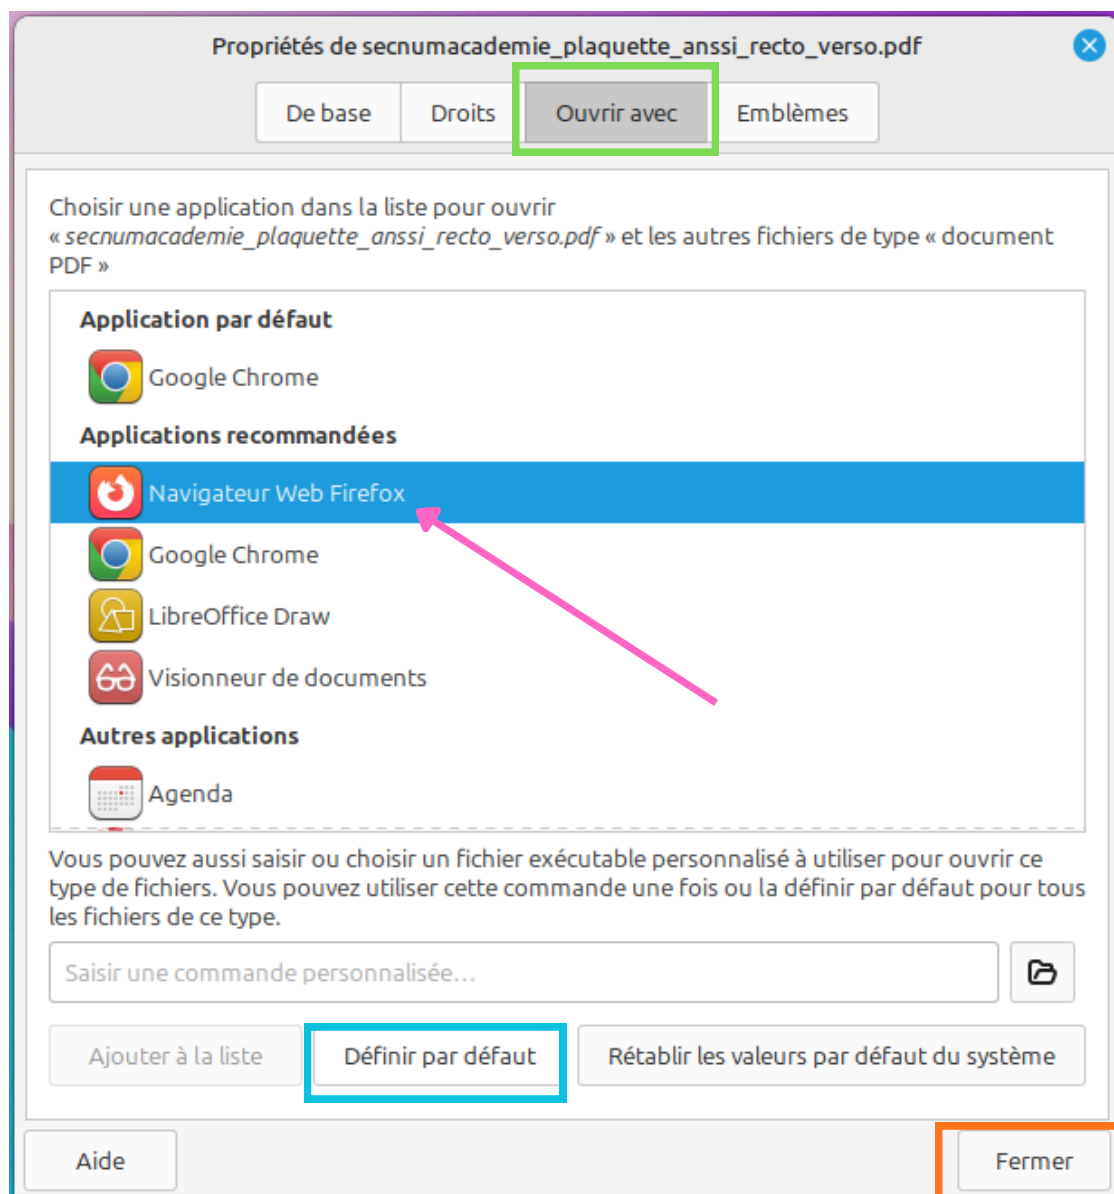 Propriétés de secnumacademie_plaquette_anssi_recto_verso.pdf
De base
Droits
Ouvrir avec
Emblèmes
Choisir une application dans la liste pour ouvrir
« secnumacademie_plaquette_anssi_recto_verso.pdf » et les autres fichiers de type « document
PDF »
Application par défaut
Google Chrome
Applications recommandées
Navigateur Web Firefox
Google Chrome
LibreOffice Draw
Visionneur de documents
Autres applications
Agenda
Vous pouvez aussi saisir ou choisir un fichier exécutable personnalisé à utiliser pour ouvrir ce
type de fichiers. Vous pouvez utiliser cette commande une fois ou la définir par défaut pour tous
les fichiers de ce type.
Saisir une commande personnalisée…
Ajouter à la liste
Définir par défaut
Rétablir les valeurs par défaut du système
Aide
Fermer